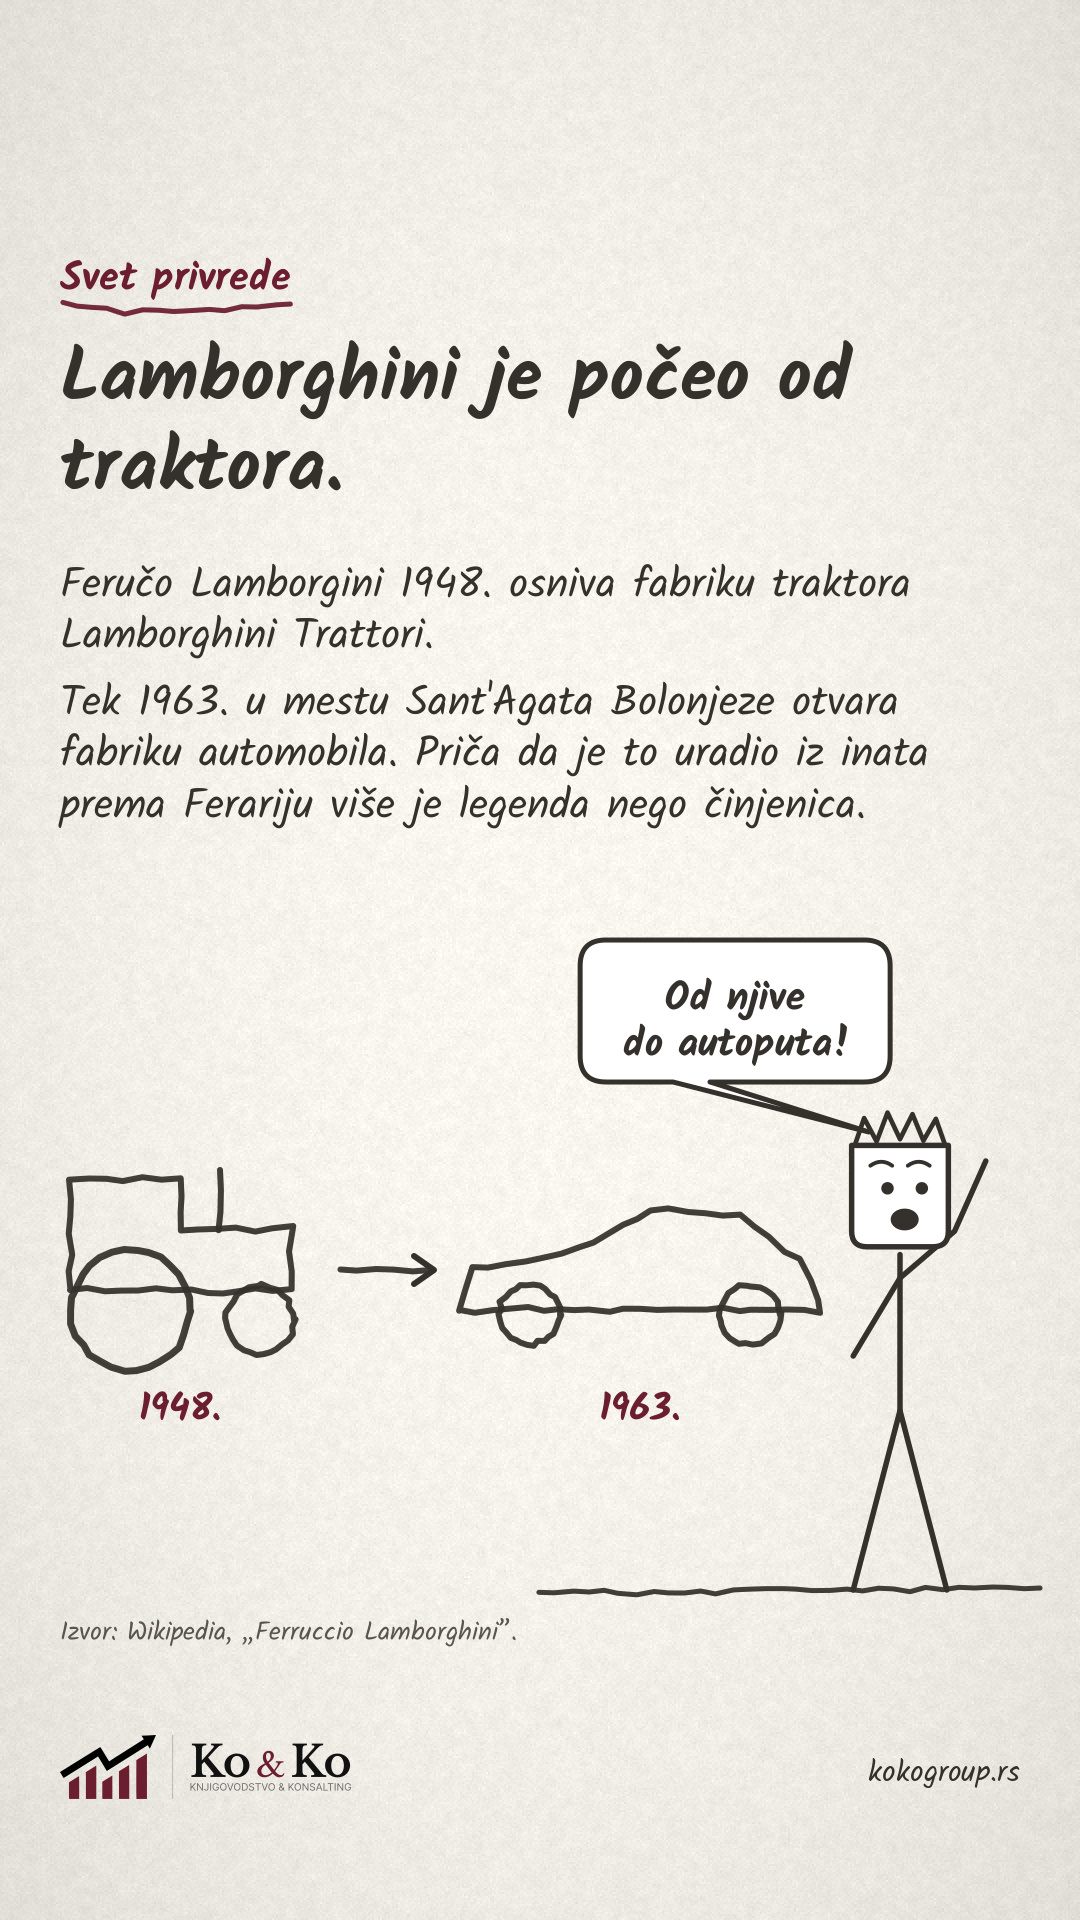 Svet privrede
Lamborghini je počeo od
traktora.
Feručo Lamborgini 1948. osniva fabriku traktora
Lamborghini Trattori.
Tek 1963. u mestu Sant'Agata Bolonjeze otvara
fabriku automobila. Priča da je to uradio iz inata
prema Ferariju više je legenda nego činjenica.
Od njive
do autoputa!
1948.
1963.
Izvor: Wikipedia, „Ferruccio Lamborghini”.
Ko & Ko
KNJIGOVODSTVO & KONSALTING
kokogroup.rs